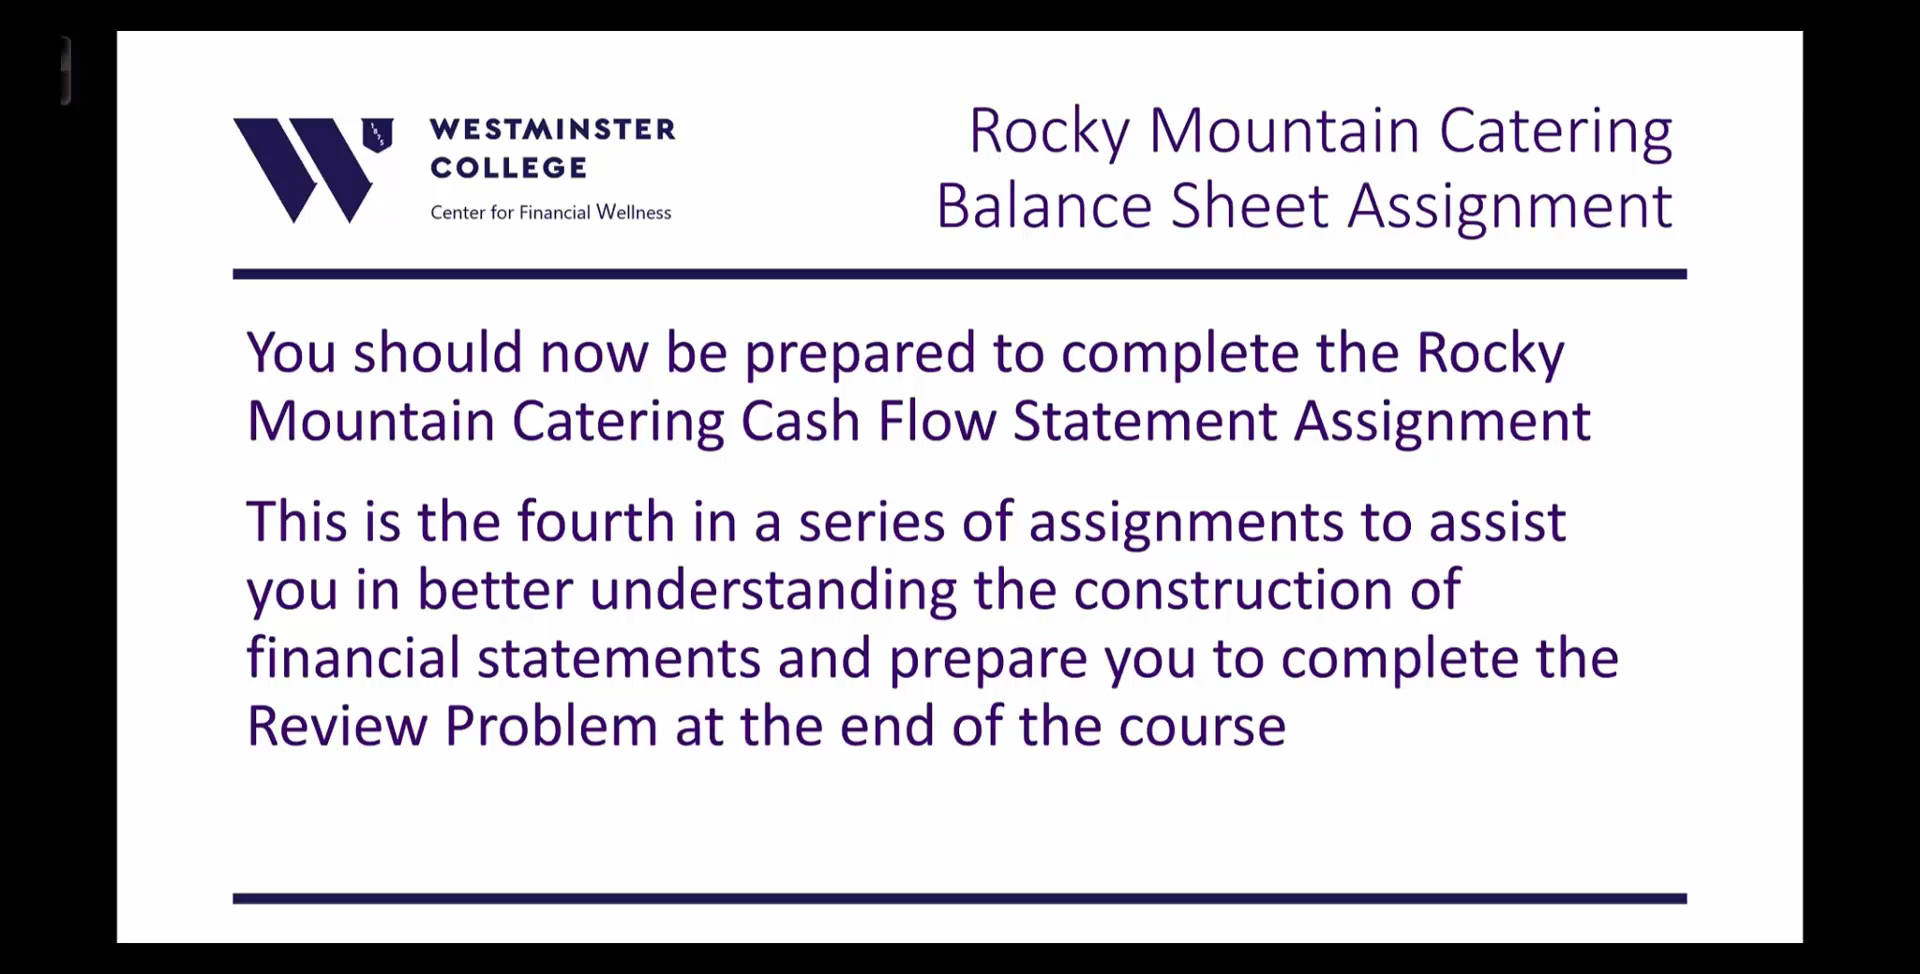 WESTMINSTER
COLLEGE
Center for Financial Wellness
1875
Rocky Mountain Catering
Balance Sheet Assignment
You should now be prepared to complete the Rocky
Mountain Catering Cash Flow Statement Assignment
This is the fourth in a series of assignments to assist
you in better understanding the construction of
financial statements and prepare you to complete the
Review Problem at the end of the course